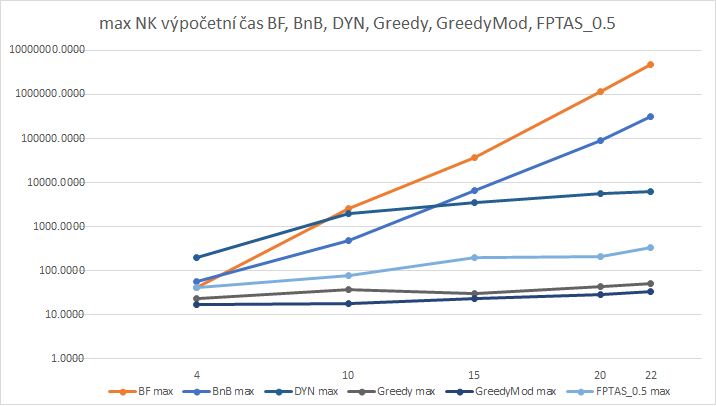 max NK výpočetní čas BF, BnB, DYN, Greedy, GreedyMod, FPTAS_0.5
10000000.0000
1000000.0000
100000.0000
10000.0000
1000.0000
100.0000
10.0000
1.0000
4 10 15 20 22
BF max BnB max DYN max Greedy max GreedyMod max FPTAS_0.5 max